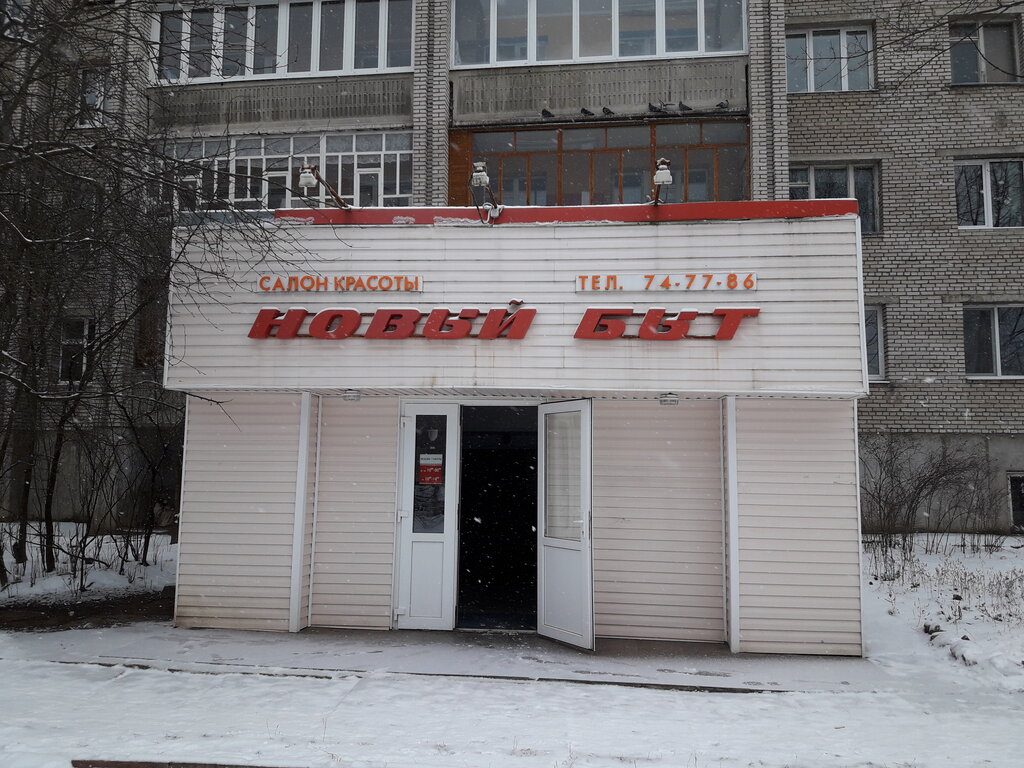 САЛОН КРАСОТЫ
ТЕЛ. 74-77-86
НОВЫЙ БЫТ